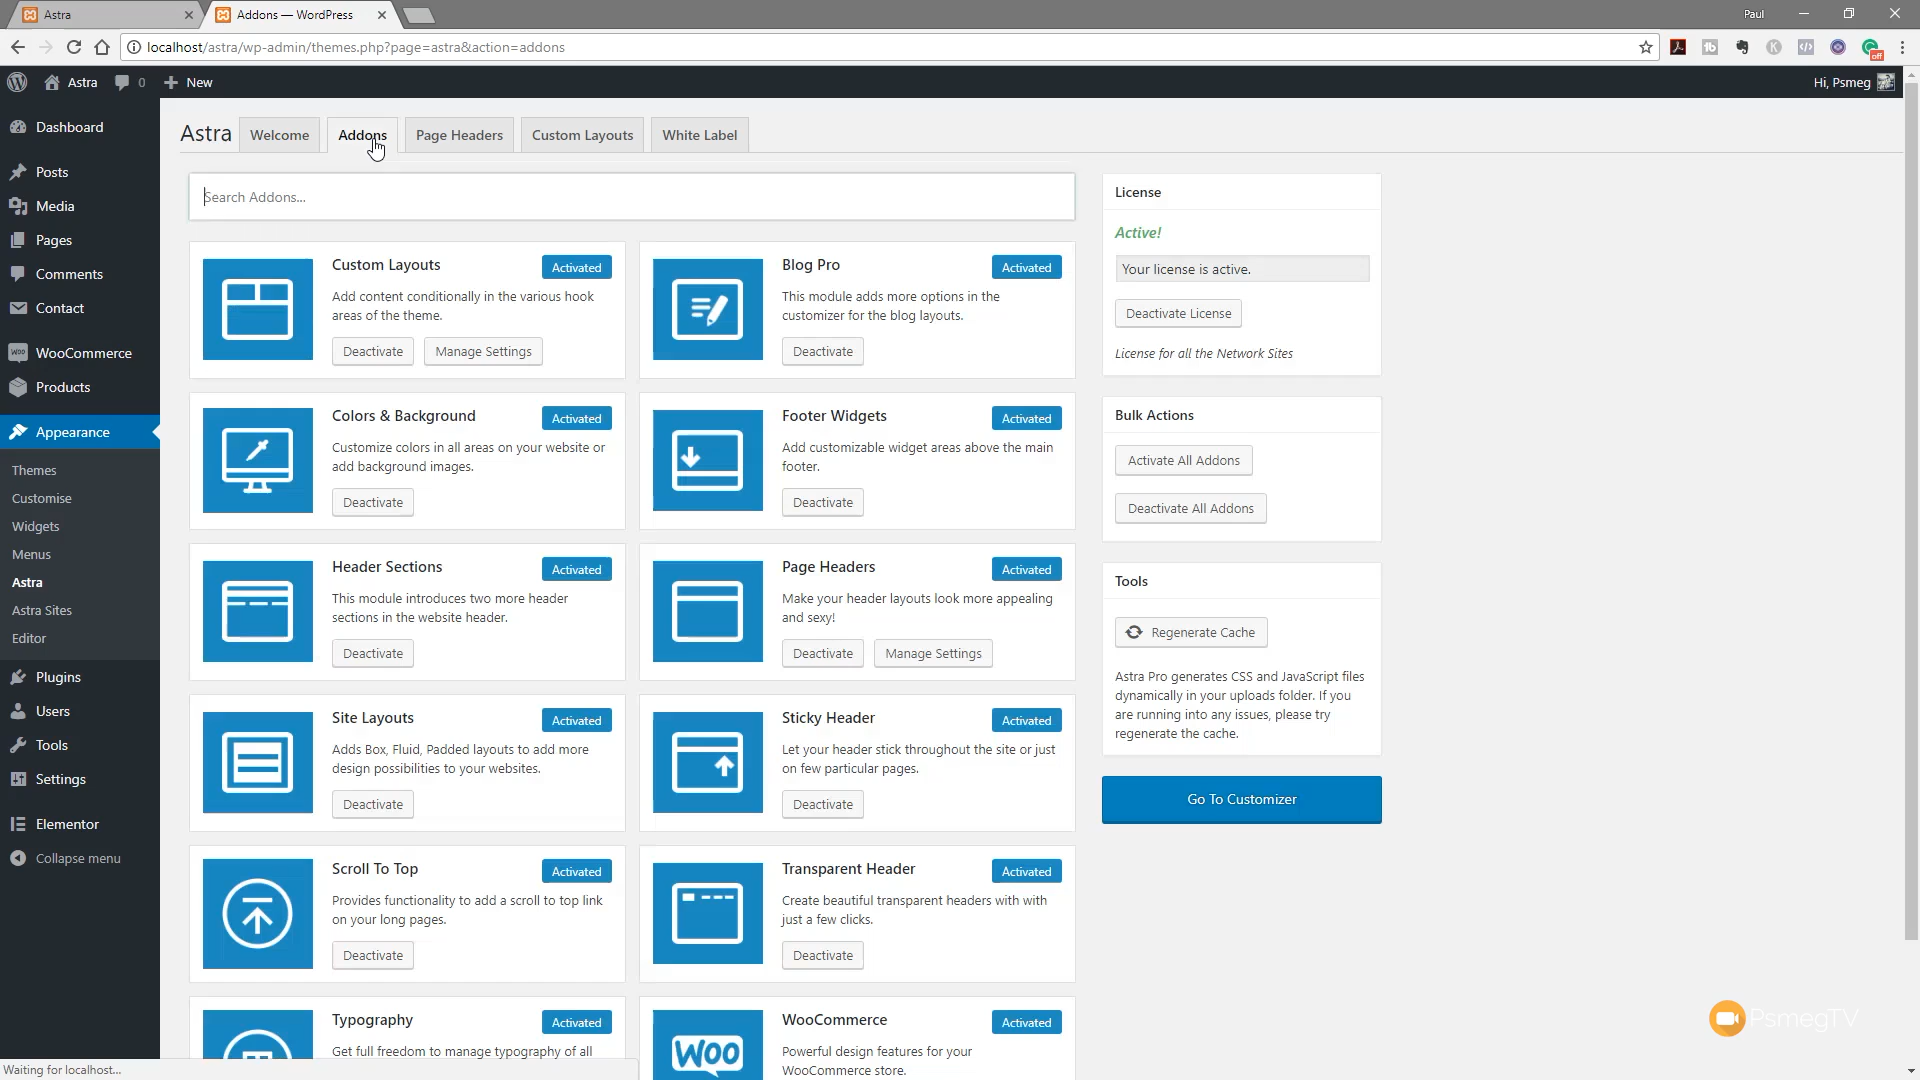 Astra
Addons — WordPress
Paul
localhost/astra/wp-admin/themes.php?page=astra&action=addons
off
Astra
0
New
Hi, Psmeg
Dashboard
Posts
Media
Pages
Comments
Contact
WooCommerce
Products
Appearance
Themes
Customise
Widgets
Menus
Astra
Astra Sites
Editor
Plugins
Users
Tools
Settings
Elementor
Collapse menu
Astra
Welcome
Addons
Page Headers
Custom Layouts
White Label
Search Addons...
Custom Layouts
Activated
Add content conditionally in the various hook
areas of the theme.
Deactivate
Manage Settings
Blog Pro
Activated
This module adds more options in the
customizer for the blog layouts.
Deactivate
Colors & Background
Activated
Customize colors in all areas on your website or
add background images.
Deactivate
Footer Widgets
Activated
Add customizable widget areas above the main
footer.
Deactivate
Header Sections
Activated
This module introduces two more header
sections in the website header.
Deactivate
Page Headers
Activated
Make your header layouts look more appealing
and sexy!
Deactivate
Manage Settings
Site Layouts
Activated
Adds Box, Fluid, Padded layouts to add more
design possibilities to your websites.
Deactivate
Sticky Header
Activated
Let your header stick throughout the site or just
on few particular pages.
Deactivate
Scroll To Top
Activated
Provides functionality to add a scroll to top link
on your long pages.
Deactivate
Transparent Header
Activated
Create beautiful transparent headers with with
just a few clicks.
Deactivate
Typography
Activated
Get full freedom to manage typography of all
WOO
WooCommerce
Activated
Powerful design features for your
WooCommerce store.
License
Active!
Your license is active.
Deactivate License
License for all the Network Sites
Bulk Actions
Activate All Addons
Deactivate All Addons
Tools
Regenerate Cache
Astra Pro generates CSS and JavaScript files
dynamically in your uploads folder. If you
are running into any issues, please try
regenerate the cache.
Go To Customizer
PsmegTV
Waiting for localhost...